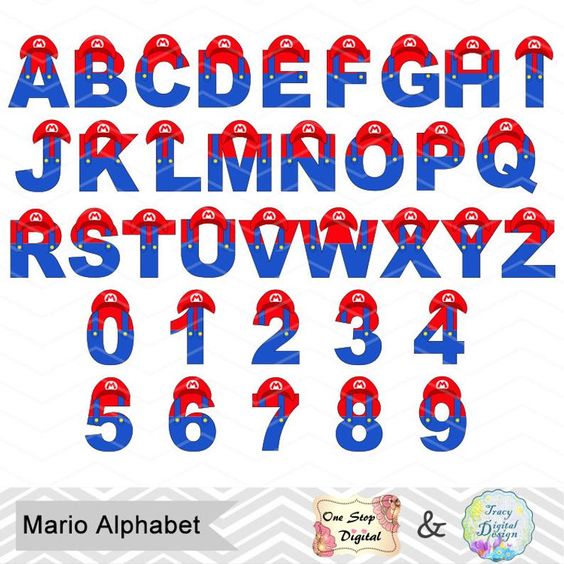 ABCDEFGHI
JKLMNOPQ
RSTUVWXYZ
01234
56789
Mario Alphabet
One Stop
Digital
&
Tracy
Digital
Design